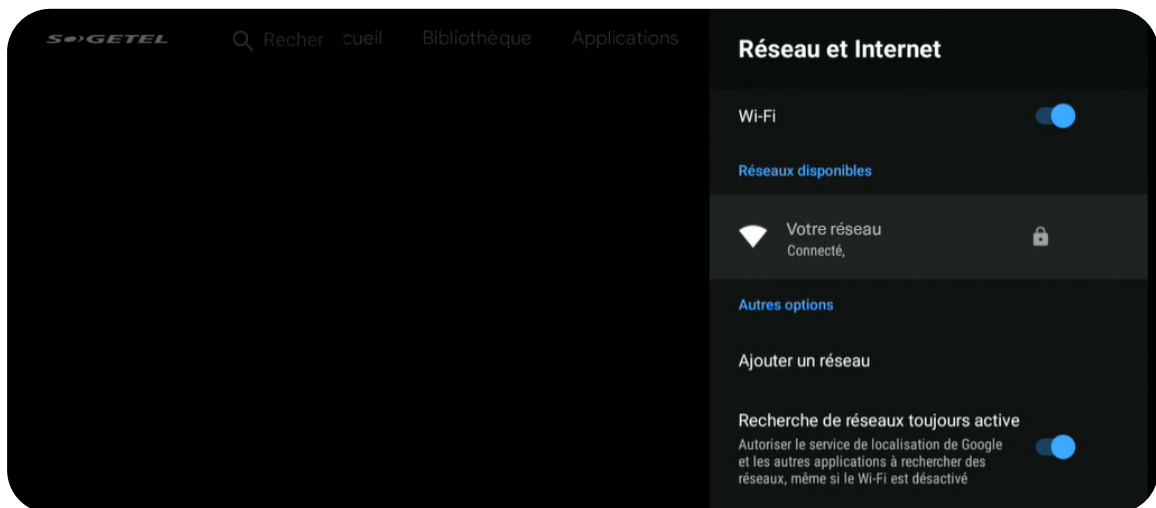 SOGETEL
Recher cueil Bibliothèque Applications
Réseau et Internet
Wi-Fi
Réseaux disponibles
Votre réseau
Connecté,
Autres options
Ajouter un réseau
Recherche de réseaux toujours active
Autoriser le service de localisation de Google
et les autres applications à rechercher des
réseaux, même si le Wi-Fi est désactivé